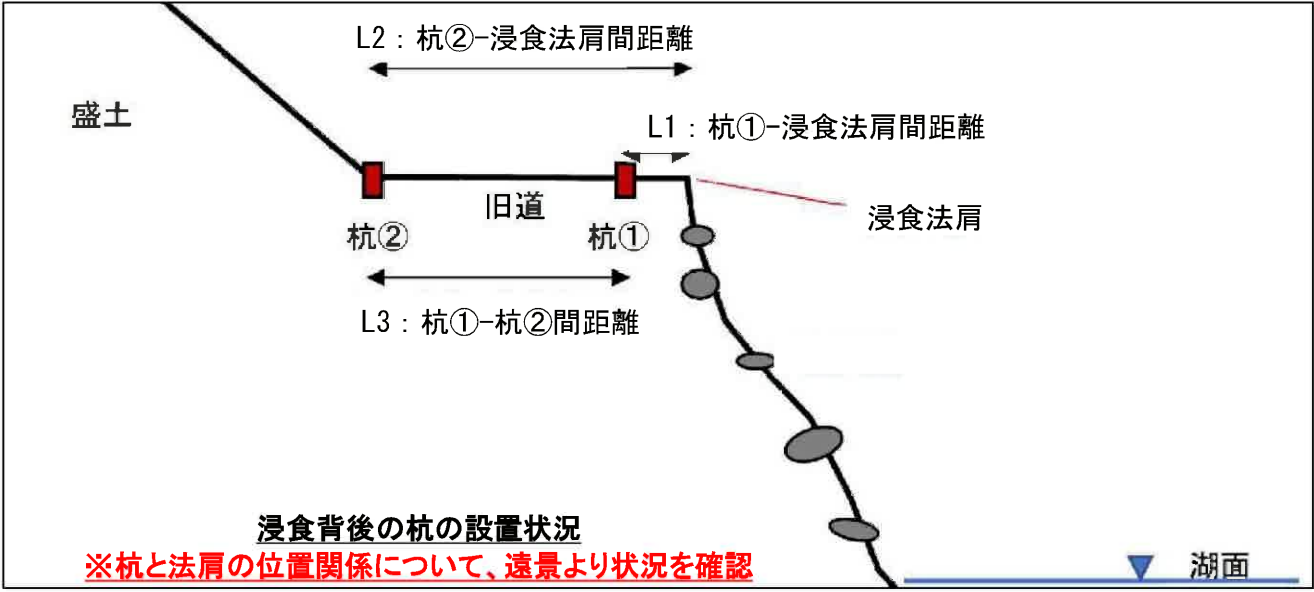 L2：杭②-浸食法肩間距離
盛土
L1：杭①-浸食法肩間距離
旧道
浸食法肩
杭②
杭①
L3：杭①-杭②間距離
浸食背後の杭の設置状況
※杭と法肩の位置関係について、遠景より状況を確認
湖面